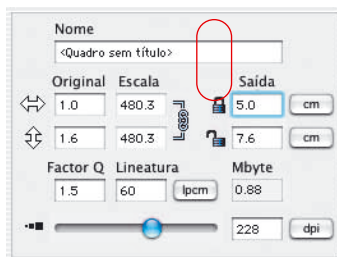 Nome
<Quadro sem título>
Original Escala Saída
1.0 480.3 5.0 cm
1.6 480.3 7.6 cm
Factor Q Lineatura Mbyte
1.5 60 lpcm 0.88
228 dpi